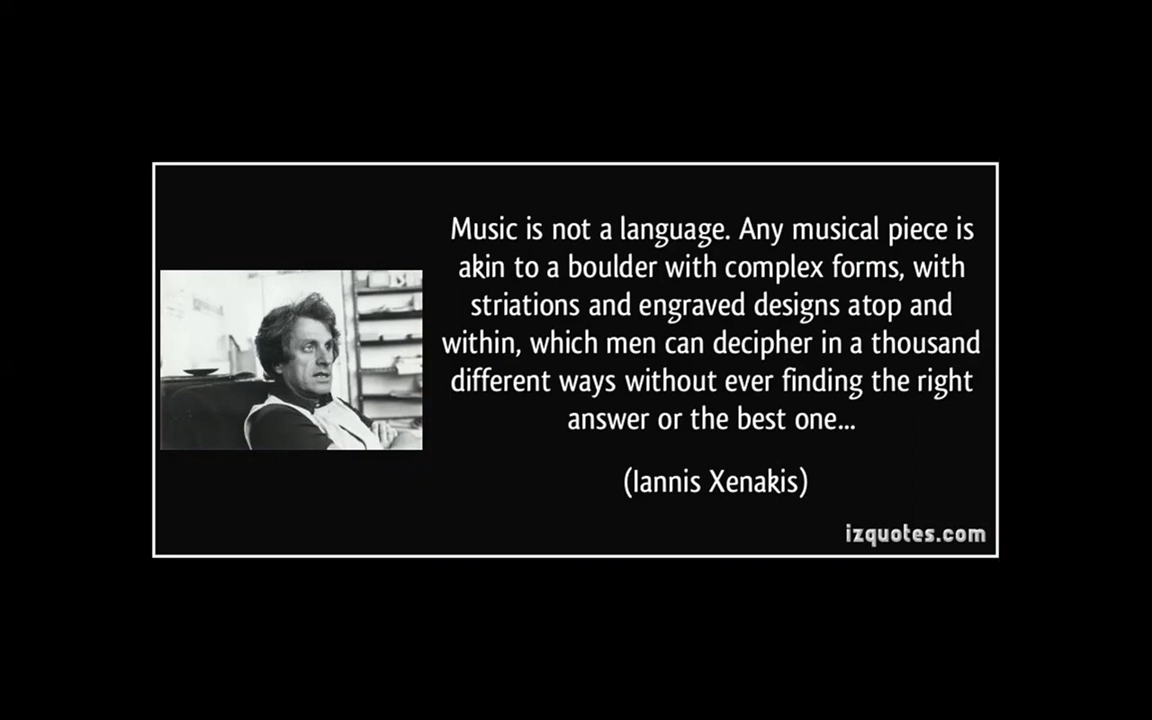 Music is not a language. Any musical piece is
akin to a boulder with complex forms, with
striations and engraved designs atop and
within, which men can decipher in a thousand
different ways without ever finding the right
answer or the best one...
(Iannis Xenakis)
izquotes.com